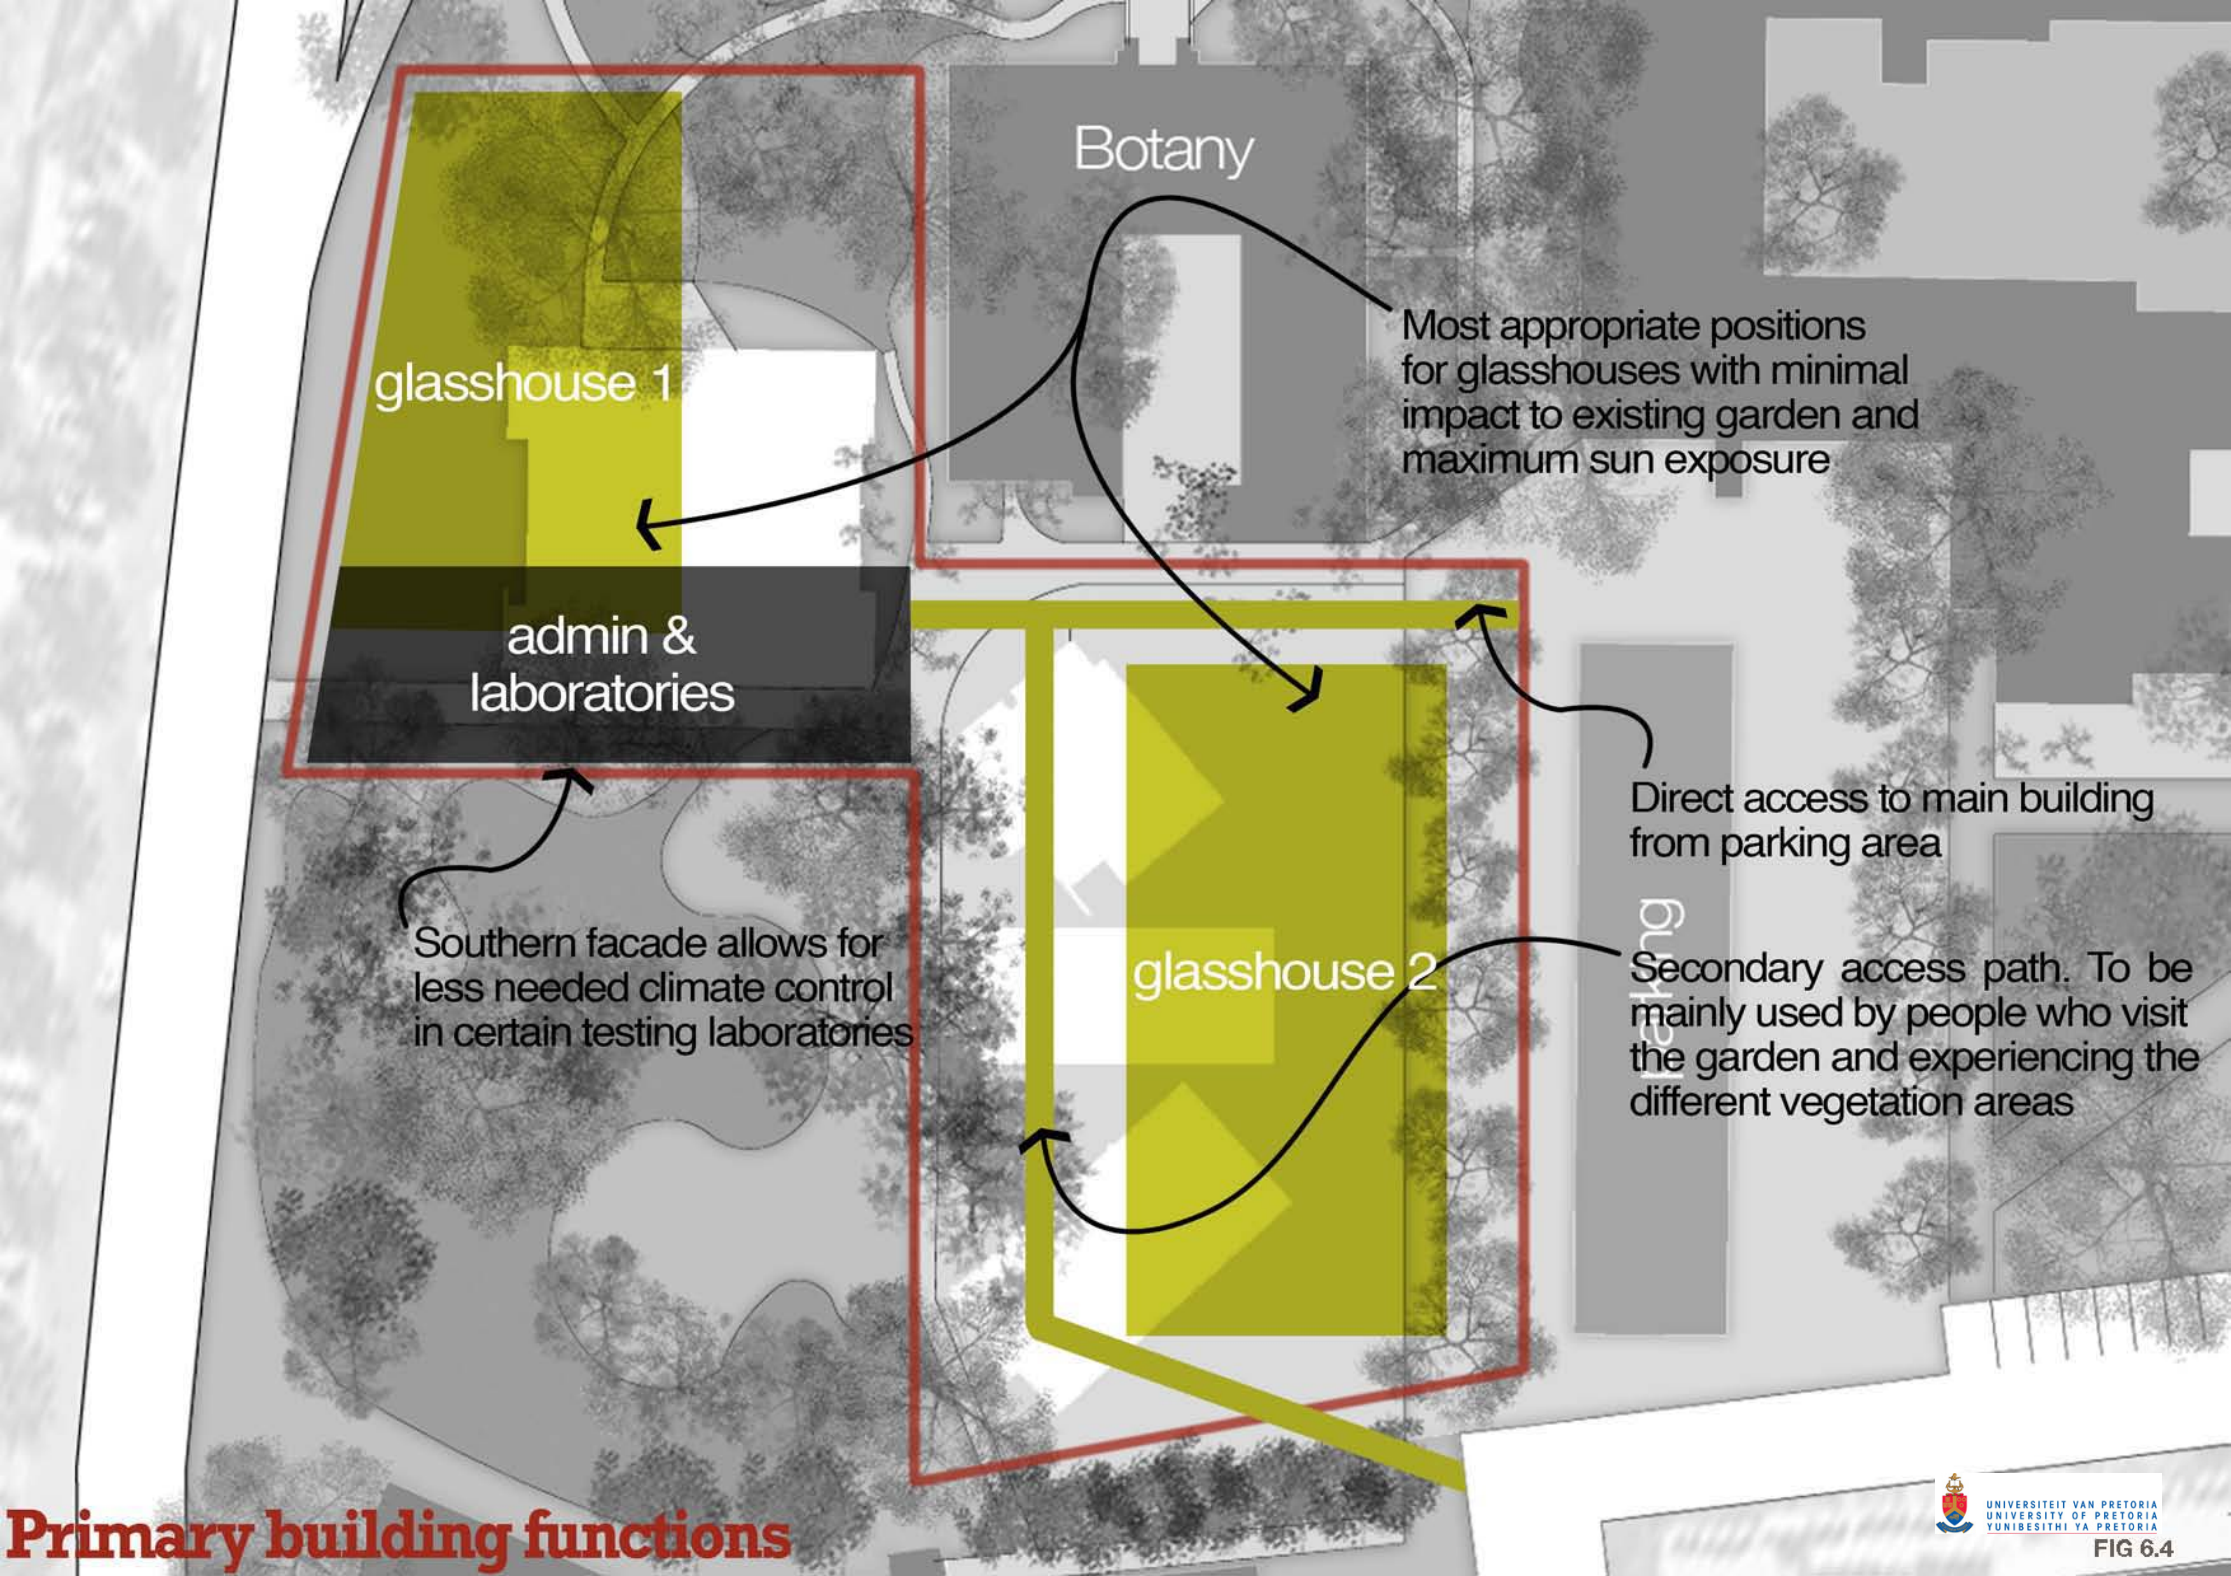 Botany
Most appropriate positions
for glasshouses with minimal
impact to existing garden and
maximum sun exposure
glasshouse 1
admin &
laboratories
Direct access to main building
from parking area
Parking
Southern facade allows for
less needed climate control
in certain testing laboratories
glasshouse 2
Secondary access path. To be
mainly used by people who visit
the garden and experiencing the
different vegetation areas
Primary building functions
UNIVERSITEIT VAN PRETORIA
UNIVERSITY OF PRETORIA
YUNIBESITHI YA PRETORIA
FIG 6.4